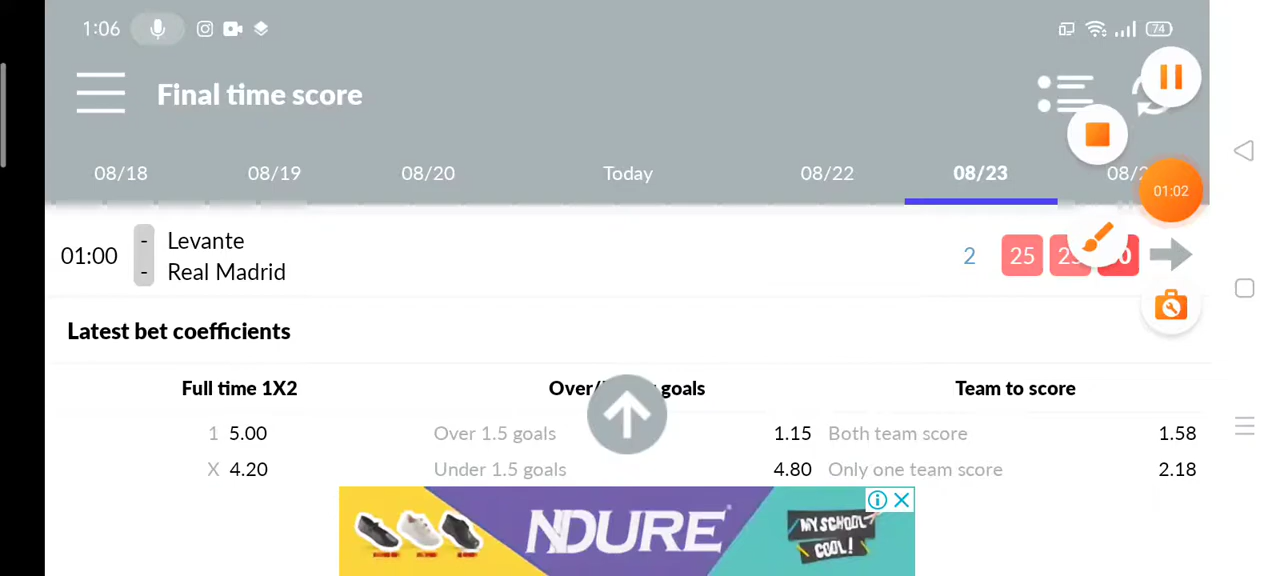 1:06
74
Final time score
08/18 08/19 08/20 Today 08/22 08/23
01:02
01:00 - Levante 2 25
- Real Madrid
Latest bet coefficients
Full time 1X2 goals Team to score
1 5.00 Over 1.5 goals 1.15 Both team score 1.58
X 4.20 Under 1.5 goals 4.80 Only one team score 2.18
NDURE
MY SCHOOL
COOL!